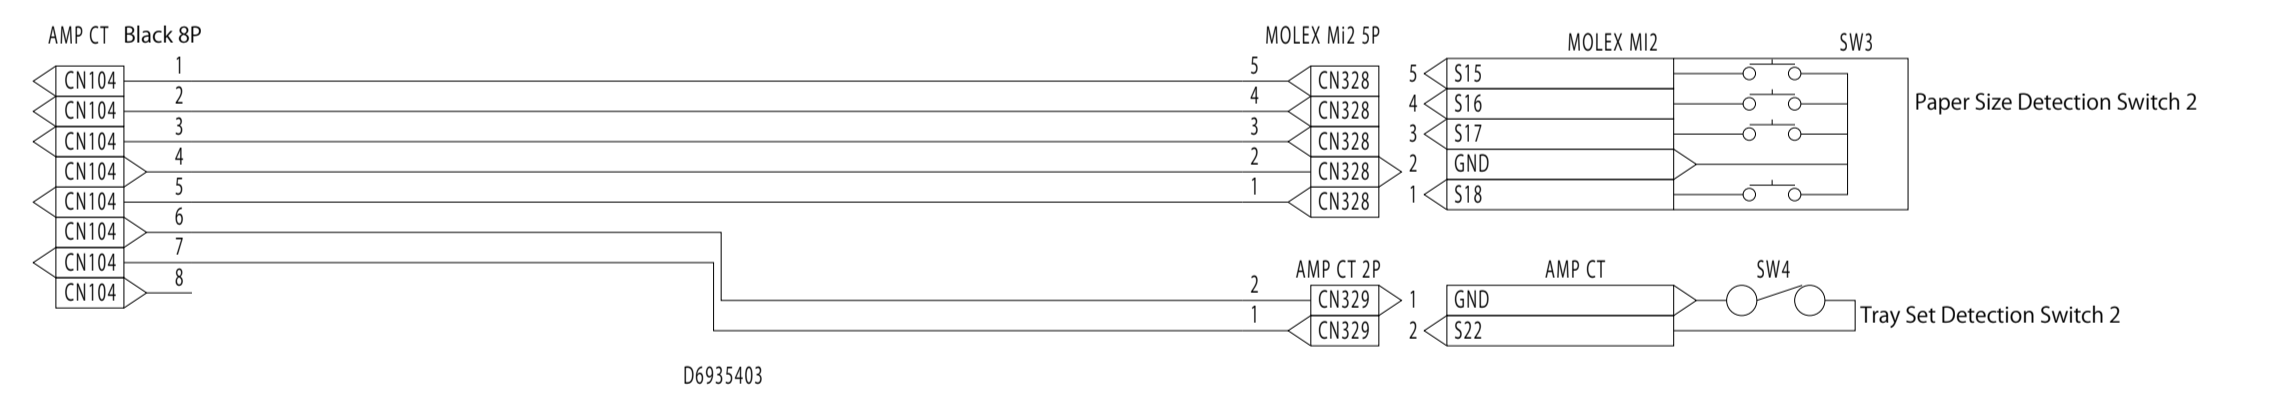 AMP CT Black 8P
MOLEX Mi2 5P
MOLEX MI2
SW3
CN104 1 5 CN328 5 S15
CN104 2 4 CN328 4 S16
Paper Size Detection Switch 2
CN104 3 3 CN328 3 S17
CN104 4 2 CN328 2 GND
CN104 5 1 CN328 1 S18
CN104 6
CN104 7
AMP CT 2P
AMP CT
SW4
CN104 8
2 CN329 1 GND
1 CN329 2 S22
Tray Set Detection Switch 2
D6935403